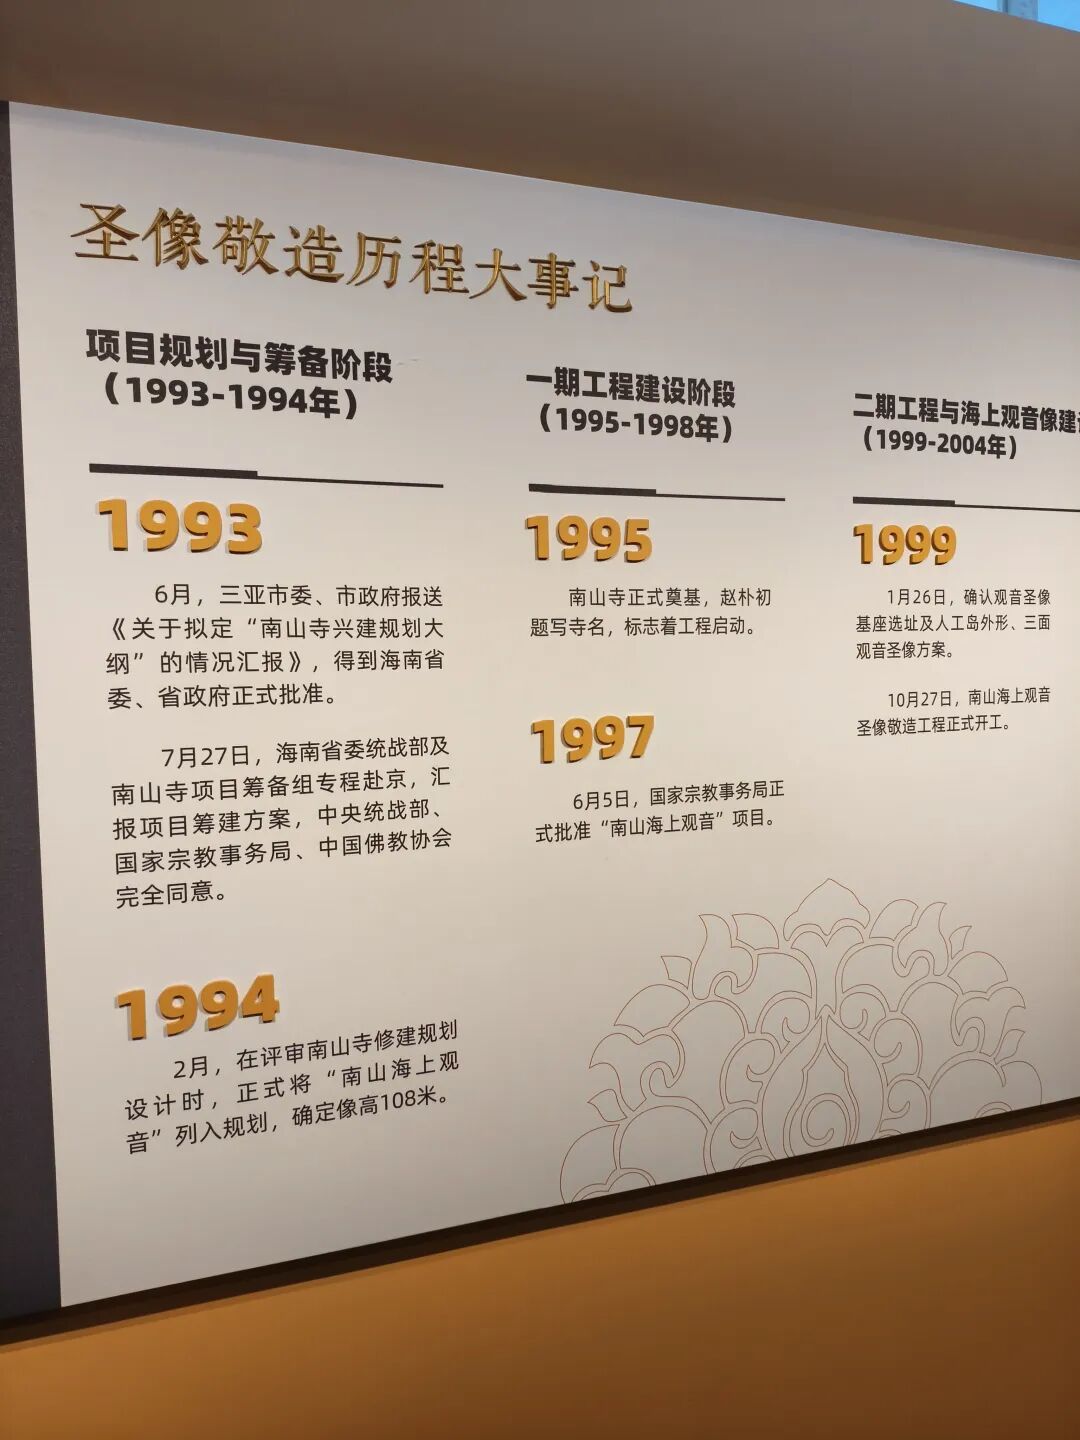 圣像敬造历程大事记
项目规划与筹备阶段
（1993-1994年）
1993
6月，三亚市委、市政府报送
《关于拟定“南山寺兴建规划大
纲”的情况汇报》，得到海南省
委、省政府正式批准。
7月27日，海南省委统战部及
南山寺项目筹备组专程赴京，汇
报项目筹建方案，中央统战部、
国家宗教事务局、中国佛教协会
完全同意。
1994
2月，在评审南山寺修建规划
设计时，正式将“南山海上观
音”列入规划，确定像高108米。
一期工程建设阶段
（1995-1998年）
1995
南山寺正式奠基，赵朴初
题写寺名，标志着工程启动。
1997
6月5日，国家宗教事务局正
式批准“南山海上观音”项目。
二期工程与海上观音像建
（1999-2004年）
1999
1月26日，确认观音圣像
基座选址及人工岛外形、三面
观音圣像方案。
10月27日，南山海上观音
圣像敬造工程正式开工。